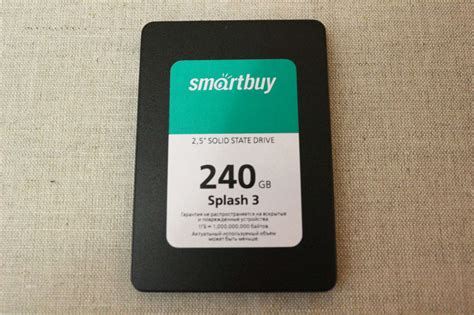 smartbuy
2,5" SOLID STATE DRIVE
240 GB
Splash 3
Гарантия не распространяется на вскрытые
и поврежденные устройства.
1ГБ = 1,000,000,000 байтов.
Актуальный используемый объём
может быть меньше.